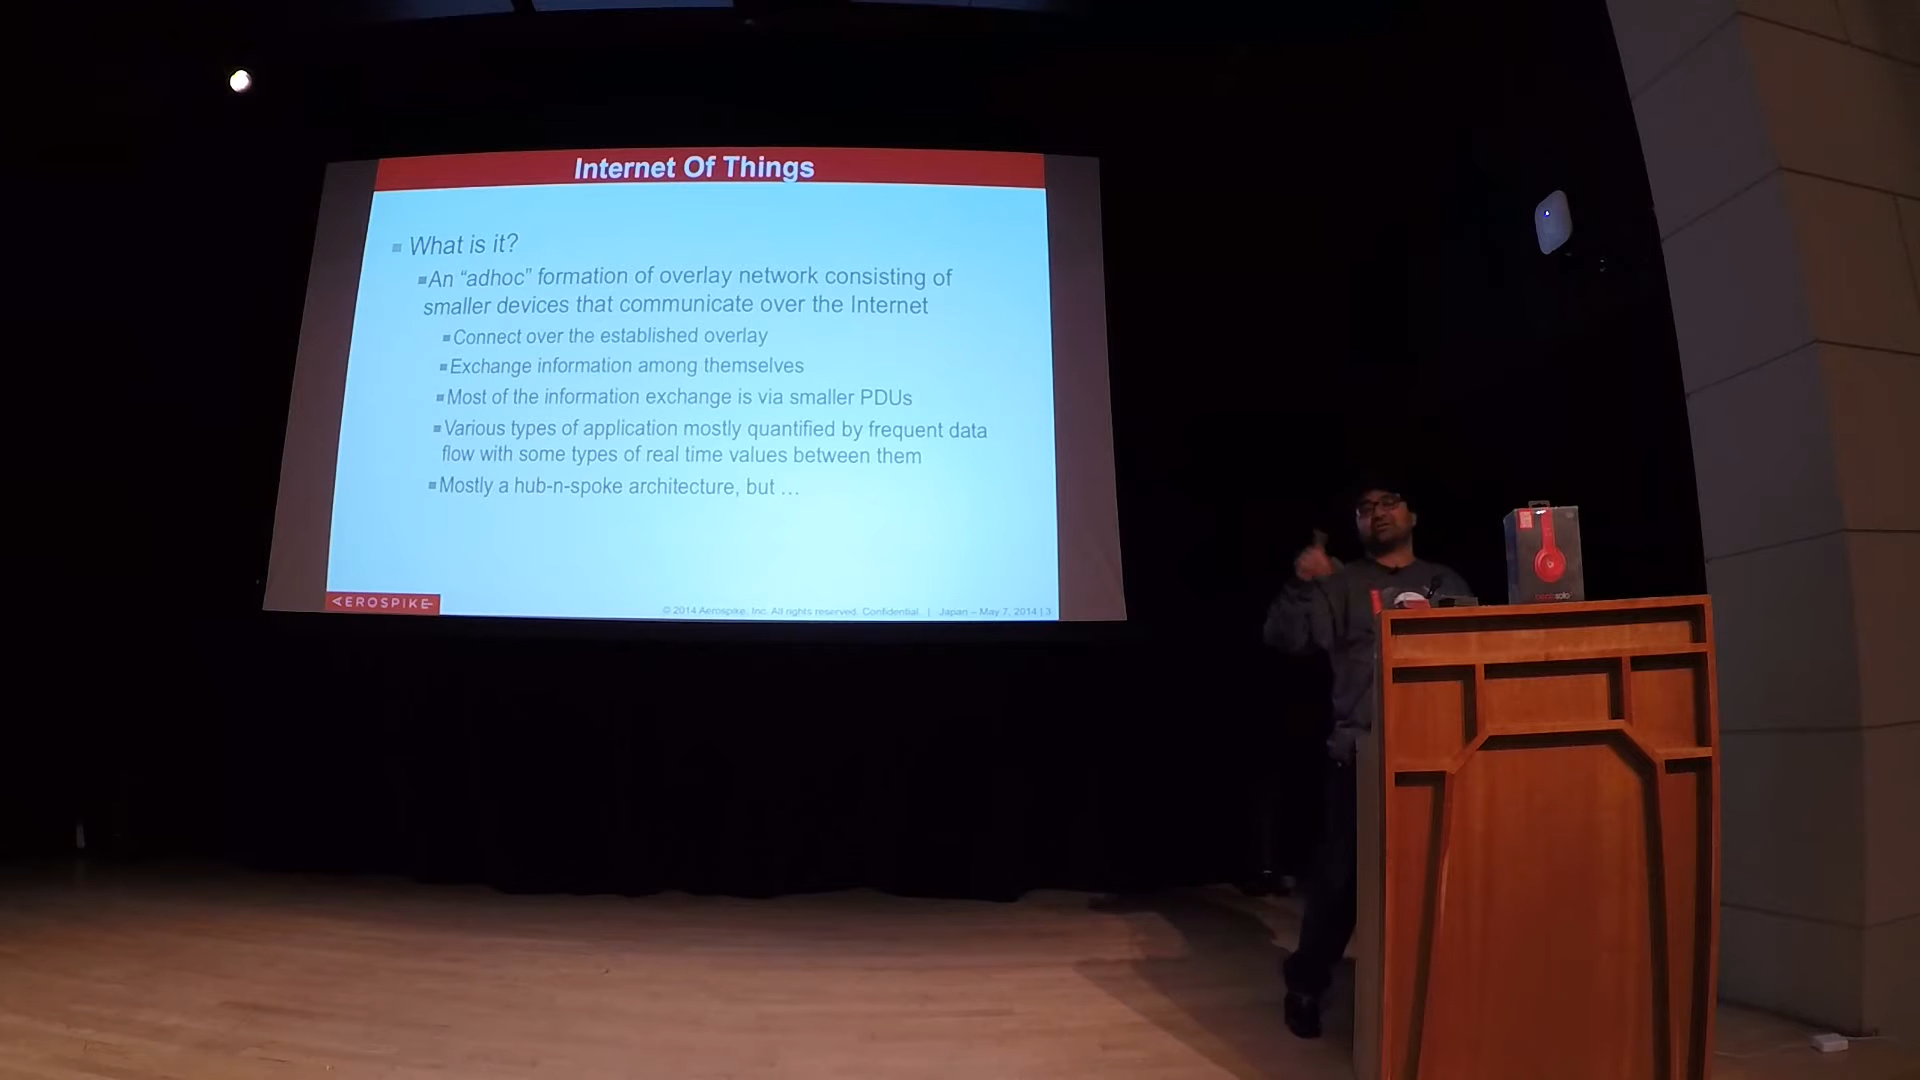 Internet Of Things
What is it?
An “adhoc” formation of overlay network consisting of
smaller devices that communicate over the Internet
Connect over the established overlay
Exchange information among themselves
Most of the information exchange is via smaller PDUs
Various types of application mostly quantified by frequent data
flow with some types of real time values between them
Mostly a hub-n-spoke architecture, but ...
AEROSPIKE
© 2014 Aerospike, Inc. All rights reserved. Confidential. | Japan – May 7, 2014 | 3
solo